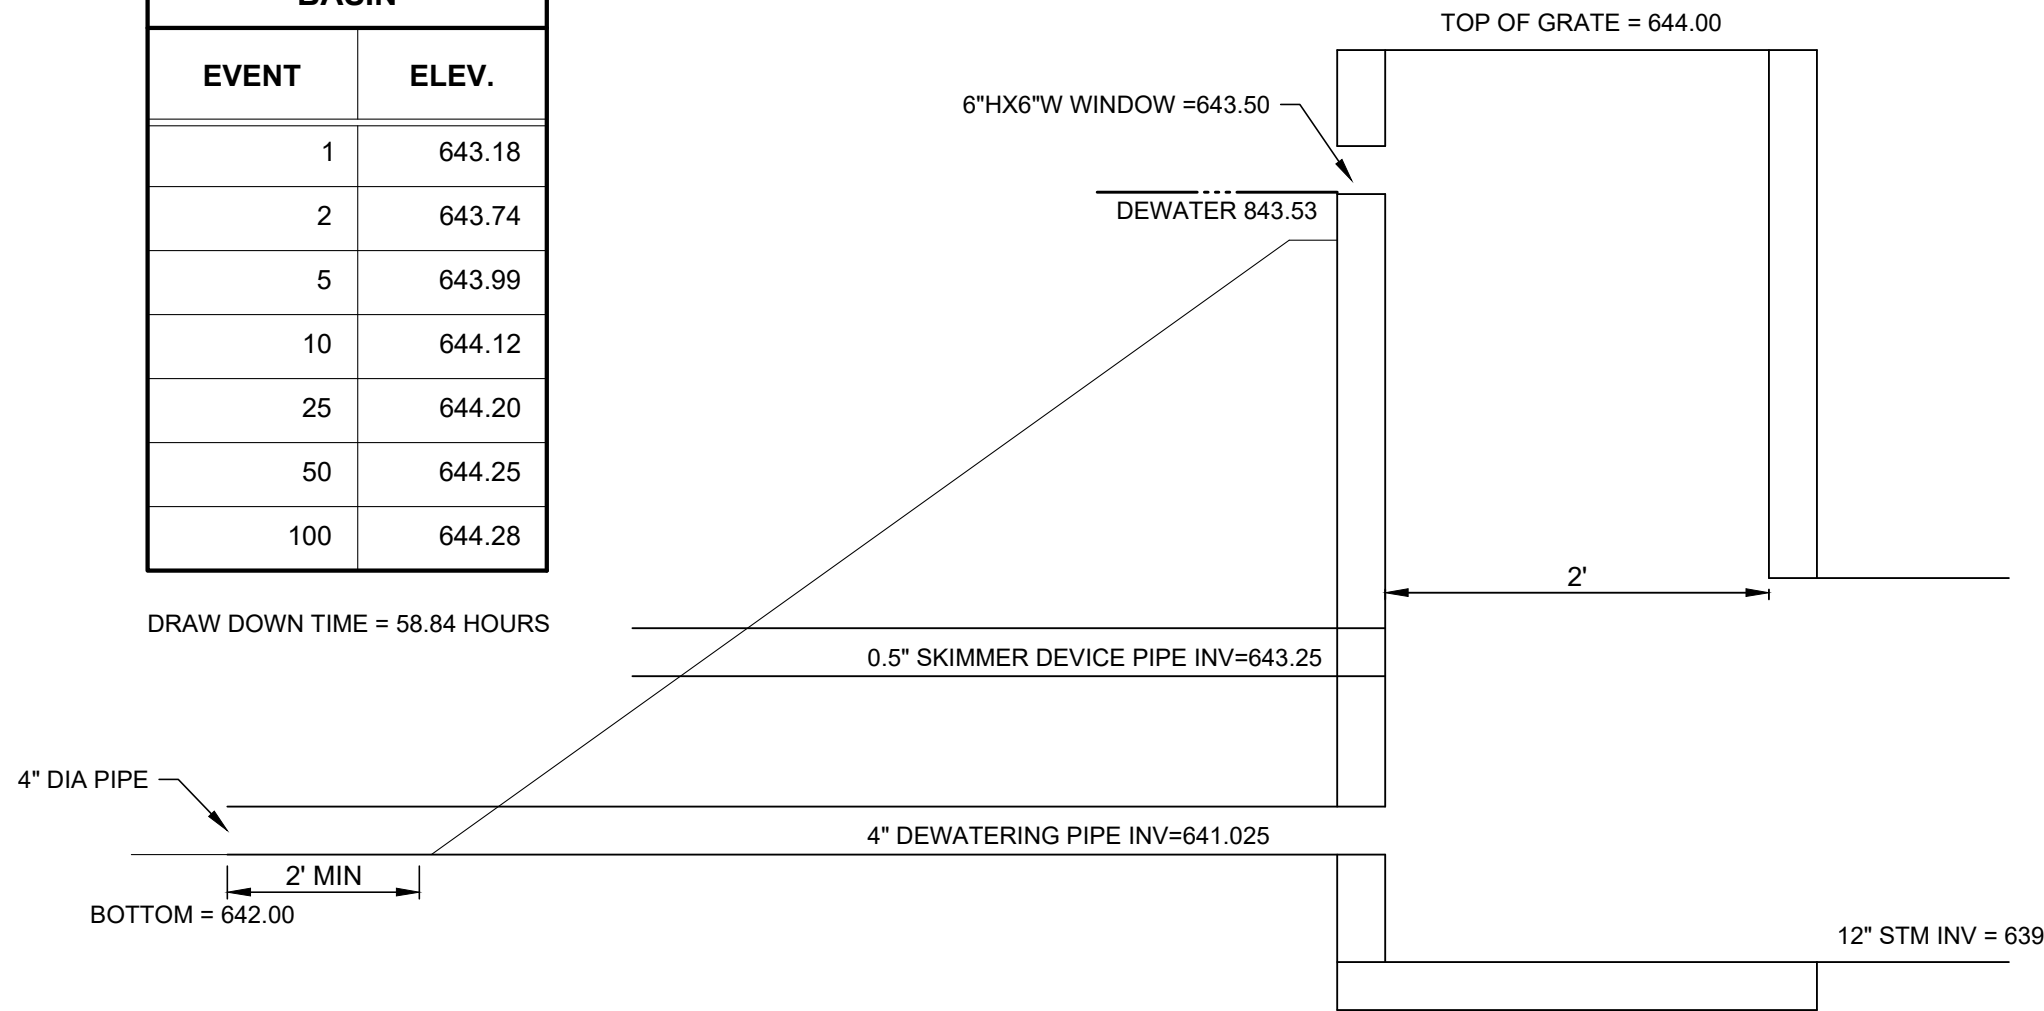 BASIN
EVENT ELEV.
1 643.18
2 643.74
5 643.99
10 644.12
25 644.20
50 644.25
100 644.28
DRAW DOWN TIME = 58.84 HOURS
TOP OF GRATE = 644.00
6"HX6"W WINDOW =643.50
DEWATER 843.53
2'
0.5" SKIMMER DEVICE PIPE INV=643.25
4" DIA PIPE
4" DEWATERING PIPE INV=641.025
2' MIN
BOTTOM = 642.00
12" STM INV = 639